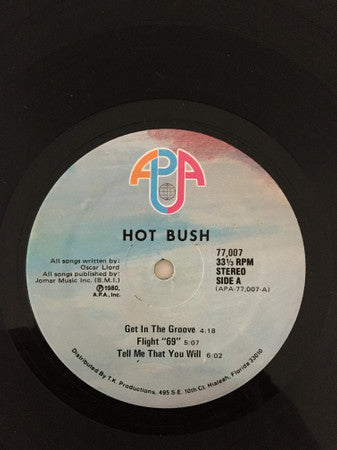 APA
HOT BUSH
77,007
33⅓ RPM
STEREO
SIDE A
(APA-77,007-A)
All songs written by:
Oscar Llord
All songs published by:
Jomar Music Inc. (B.M.I.)
℗ 1980,
A.P.A., Inc.
Get In The Groove 4:18
Flight "69" 5:07
Tell Me That You Will 6:02
Distributed By T.K. Productions, 495 S.E. 10th Ct. Hialeah, Florida 33010